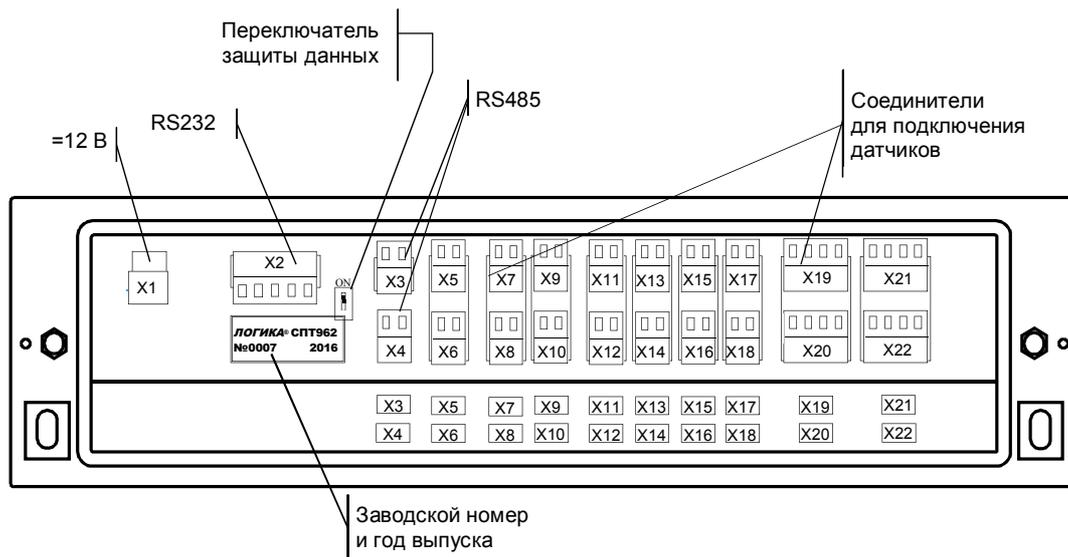 Переключатель
защиты данных
RS485
RS232
=12 В
Соединители
для подключения
датчиков
X1
X2
ON
X3
X5
X7
X9
X11
X13
X15
X17
X19
X21
ЛОГИКА® СПТ962
№0007 2016
X4
X6
X8
X10
X12
X14
X16
X18
X20
X22
X3 X5 X7 X9 X11 X13 X15 X17 X19 X21
X4 X6 X8 X10 X12 X14 X16 X18 X20 X22
Заводской номер
и год выпуска